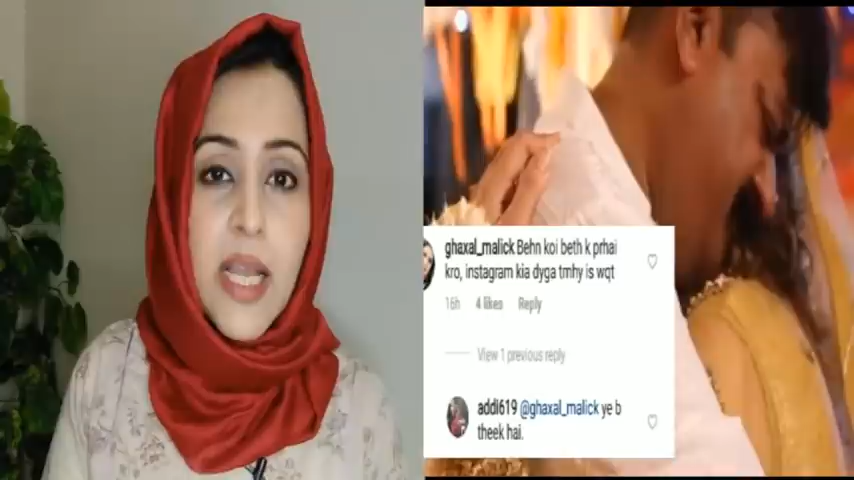 ghaxal_malick Behn koi beth k prhai
kro, instagram kia dyga tmhy is wqt
16h 4 likes Reply
View 1 previous reply
addi619 @ghaxal_malick ye b
theek hai.